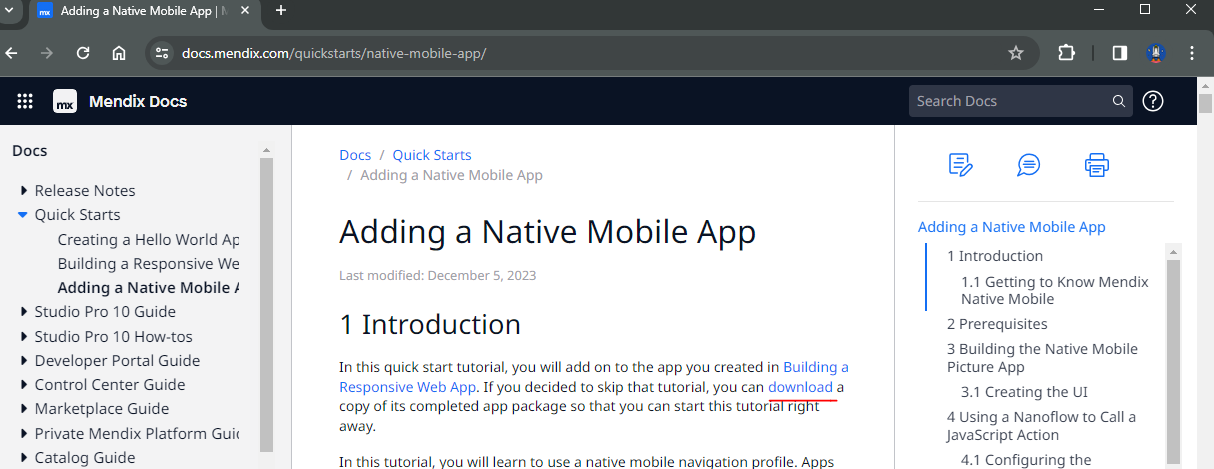 mx
Adding a Native Mobile App | M
docs.mendix.com/quickstarts/native-mobile-app/
mx
Mendix Docs
Search Docs
Docs
Release Notes
Quick Starts
Creating a Hello World Ap
Building a Responsive We
Adding a Native Mobile A
Studio Pro 10 Guide
Studio Pro 10 How-tos
Developer Portal Guide
Control Center Guide
Marketplace Guide
Private Mendix Platform Guid
Catalog Guide
Docs / Quick Starts
/ Adding a Native Mobile App
Adding a Native Mobile App
Last modified: December 5, 2023
1 Introduction
In this quick start tutorial, you will add on to the app you created in Building a
Responsive Web App. If you decided to skip that tutorial, you can download a
copy of its completed app package so that you can start this tutorial right
away.
In this tutorial, you will learn to use a native mobile navigation profile. Apps
Adding a Native Mobile App
1 Introduction
1.1 Getting to Know Mendix
Native Mobile
2 Prerequisites
3 Building the Native Mobile
Picture App
3.1 Creating the UI
4 Using a Nanoflow to Call a
JavaScript Action
4.1 Configuring the